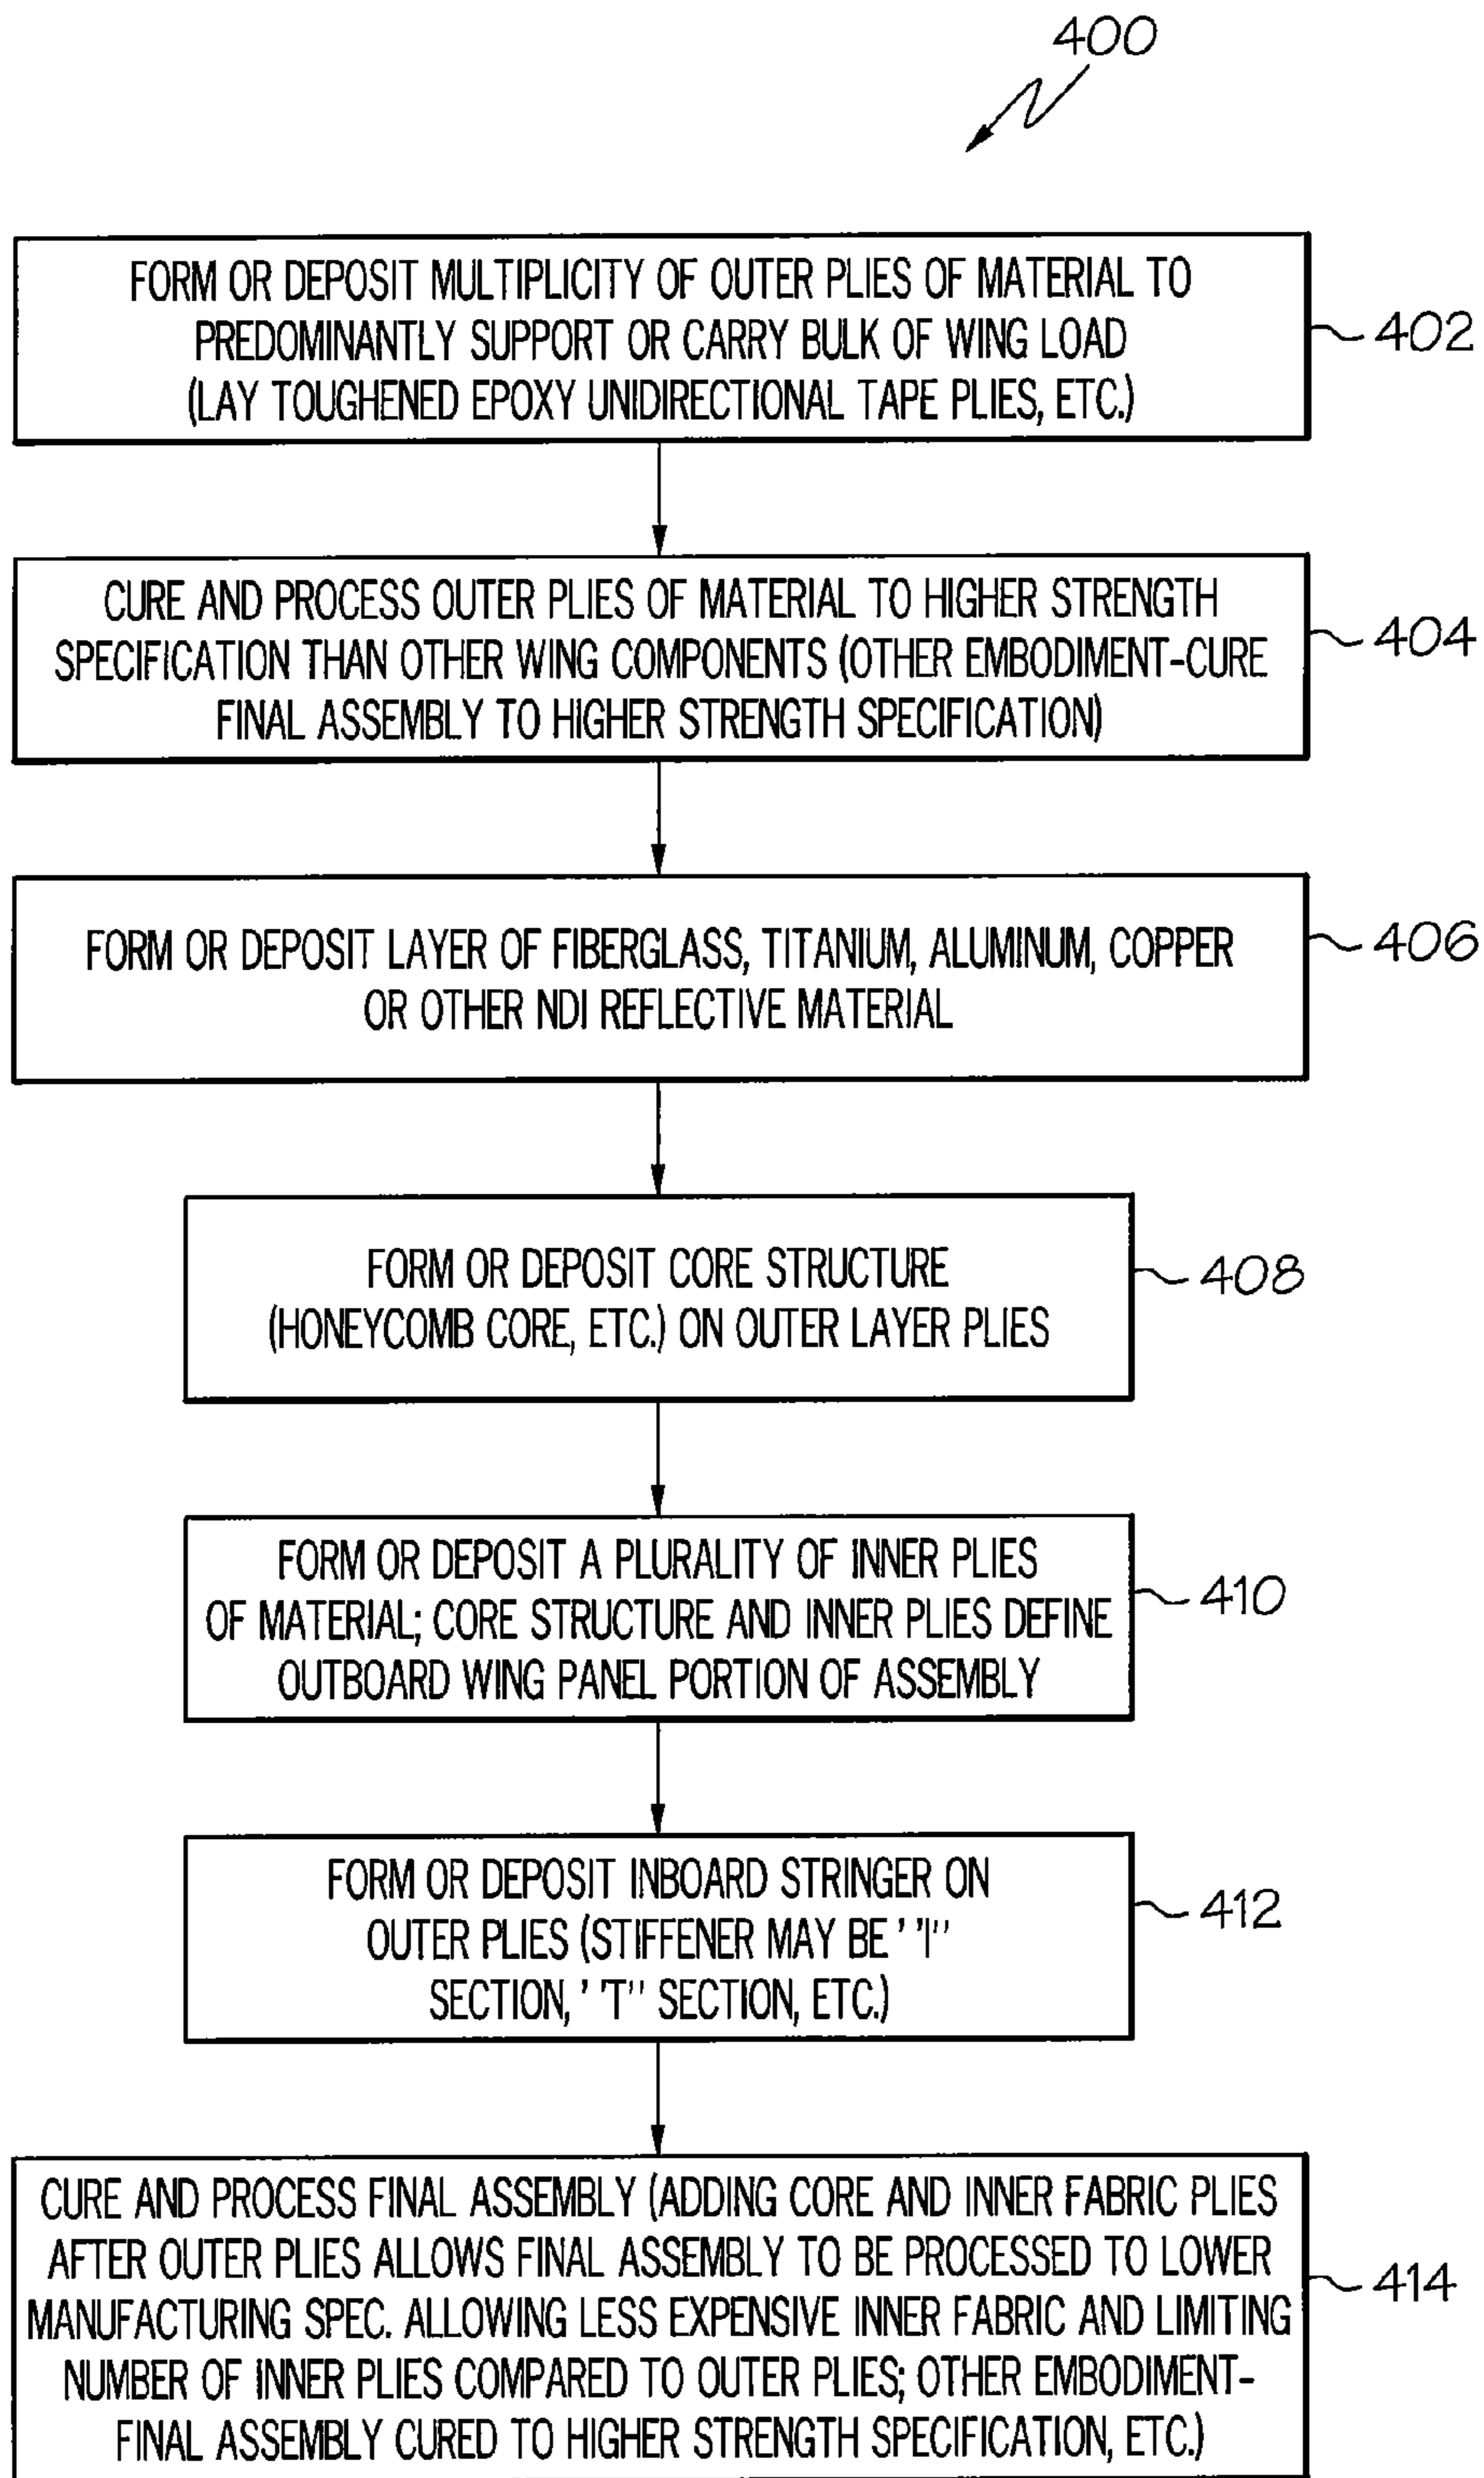 400
FORM OR DEPOSIT MULTIPLICITY OF OUTER PLIES OF MATERIAL TO
PREDOMINANTLY SUPPORT OR CARRY BULK OF WING LOAD
(LAY TOUGHENED EPOXY UNIDIRECTIONAL TAPE PLIES, ETC.)
402
CURE AND PROCESS OUTER PLIES OF MATERIAL TO HIGHER STRENGTH
SPECIFICATION THAN OTHER WING COMPONENTS (OTHER EMBODIMENT-CURE
FINAL ASSEMBLY TO HIGHER STRENGTH SPECIFICATION)
404
FORM OR DEPOSIT LAYER OF FIBERGLASS, TITANIUM, ALUMINUM, COPPER
OR OTHER NDI REFLECTIVE MATERIAL
406
FORM OR DEPOSIT CORE STRUCTURE
(HONEYCOMB CORE, ETC.) ON OUTER LAYER PLIES
408
FORM OR DEPOSIT A PLURALITY OF INNER PLIES
OF MATERIAL; CORE STRUCTURE AND INNER PLIES DEFINE
OUTBOARD WING PANEL PORTION OF ASSEMBLY
410
FORM OR DEPOSIT INBOARD STRINGER ON
OUTER PLIES (STIFFENER MAY BE ' 'I''
SECTION, ' 'T'' SECTION, ETC.)
412
CURE AND PROCESS FINAL ASSEMBLY (ADDING CORE AND INNER FABRIC PLIES
AFTER OUTER PLIES ALLOWS FINAL ASSEMBLY TO BE PROCESSED TO LOWER
MANUFACTURING SPEC. ALLOWING LESS EXPENSIVE INNER FABRIC AND LIMITING
NUMBER OF INNER PLIES COMPARED TO OUTER PLIES; OTHER EMBODIMENT-
FINAL ASSEMBLY CURED TO HIGHER STRENGTH SPECIFICATION, ETC.)
414